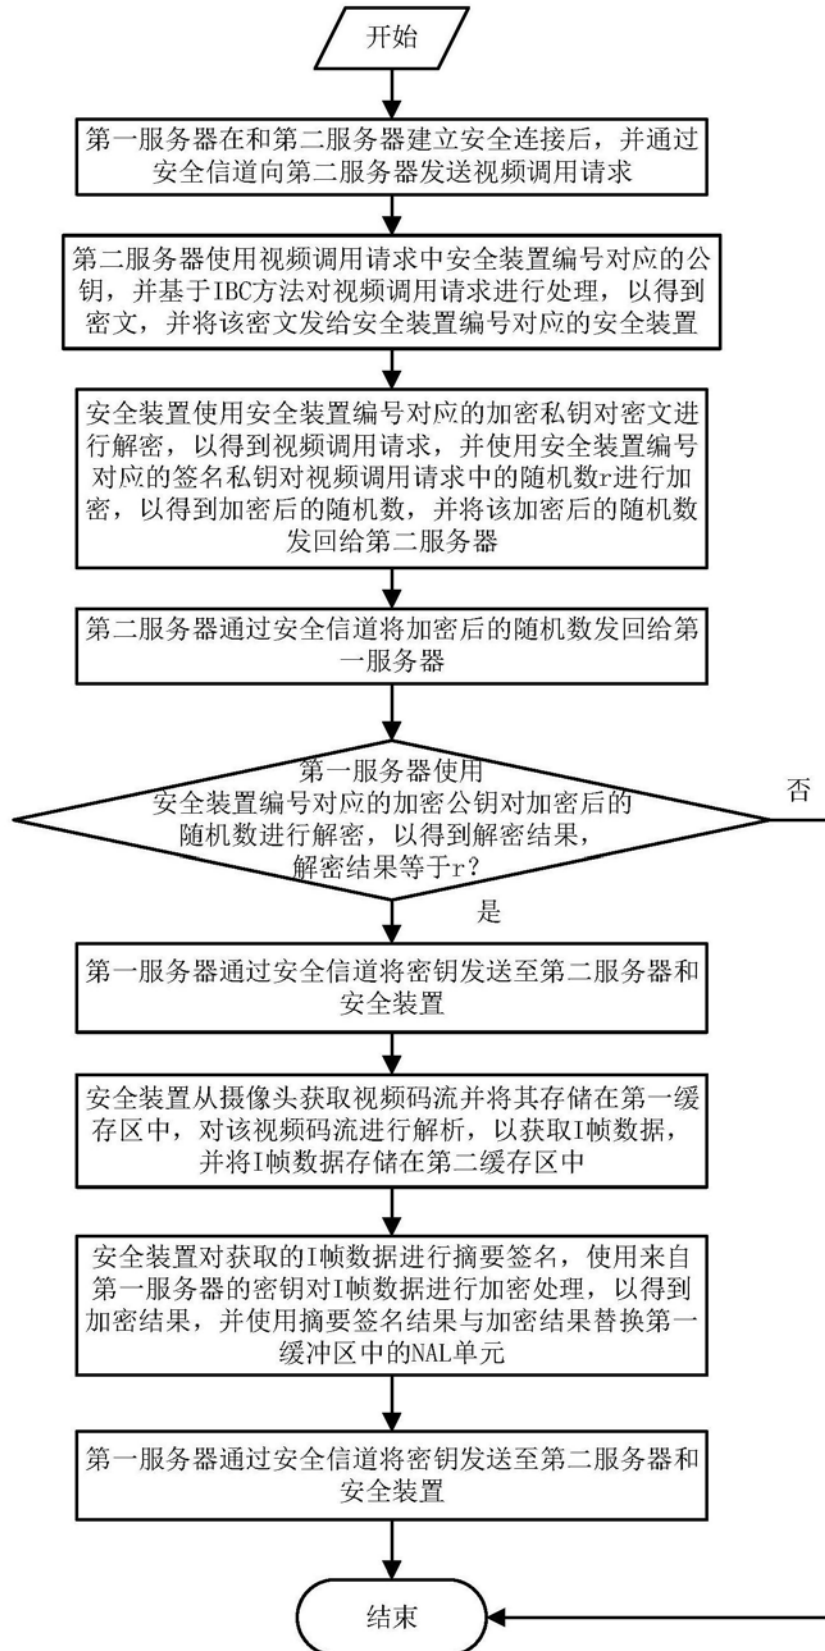 开始
第一服务器在和第二服务器建立安全连接后，并通过
安全信道向第二服务器发送视频调用请求
第二服务器使用视频调用请求中安全装置编号对应的公
钥，并基于IBC方法对视频调用请求进行处理，以得到
密文，并将该密文发给安全装置编号对应的安全装置
安全装置使用安全装置编号对应的加密私钥对密文进
行解密，以得到视频调用请求，并使用安全装置编号
对应的签名私钥对视频调用请求中的随机数r进行加
密，以得到加密后的随机数，并将该加密后的随机数
发回给第二服务器
第二服务器通过安全信道将加密后的随机数发回给第
一服务器
第一服务器使用
安全装置编号对应的加密公钥对加密后的
随机数进行解密，以得到解密结果，
解密结果等于r？
否
是
第一服务器通过安全信道将密钥发送至第二服务器和
安全装置
安全装置从摄像头获取视频码流并将其存储在第一缓
存区中，对该视频码流进行解析，以获取I帧数据，
并将I帧数据存储在第二缓存区中
安全装置对获取的I帧数据进行摘要签名，使用来自
第一服务器的密钥对I帧数据进行加密处理，以得到
加密结果，并使用摘要签名结果与加密结果替换第一
缓冲区中的NAL单元
第一服务器通过安全信道将密钥发送至第二服务器和
安全装置
结束